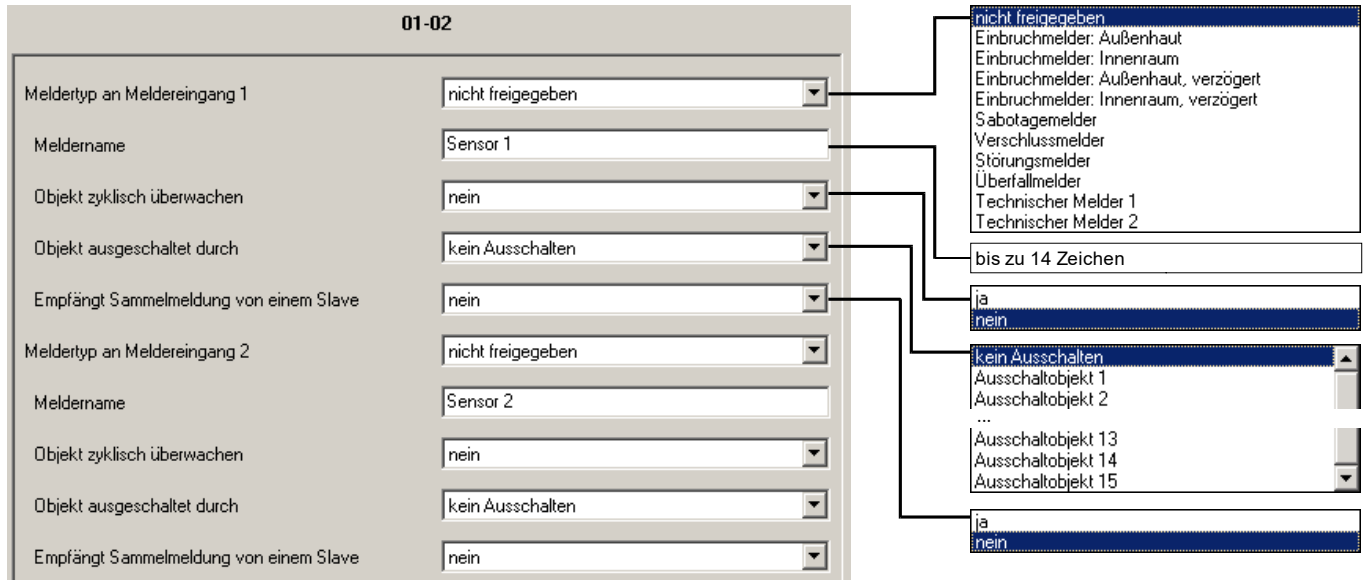 01-02
Meldertyp an Meldereingang 1
nicht freigegeben
Meldername
Sensor 1
Objekt zyklisch überwachen
nein
Objekt ausgeschaltet durch
kein Ausschalten
Empfängt Sammelmeldung von einem Slave
nein
Meldertyp an Meldereingang 2
nicht freigegeben
Meldername
Sensor 2
Objekt zyklisch überwachen
nein
Objekt ausgeschaltet durch
kein Ausschalten
Empfängt Sammelmeldung von einem Slave
nein
nicht freigegeben
Einbruchmelder: Außenhaut
Einbruchmelder: Innenraum
Einbruchmelder: Außenhaut, verzögert
Einbruchmelder: Innenraum, verzögert
Sabotagemelder
Verschlussmelder
Störungsmelder
Überfallmelder
Technischer Melder 1
Technischer Melder 2
bis zu 14 Zeichen
ja
nein
kein Ausschalten
Ausschaltobjekt 1
Ausschaltobjekt 2
...
Ausschaltobjekt 13
Ausschaltobjekt 14
Ausschaltobjekt 15
ja
nein